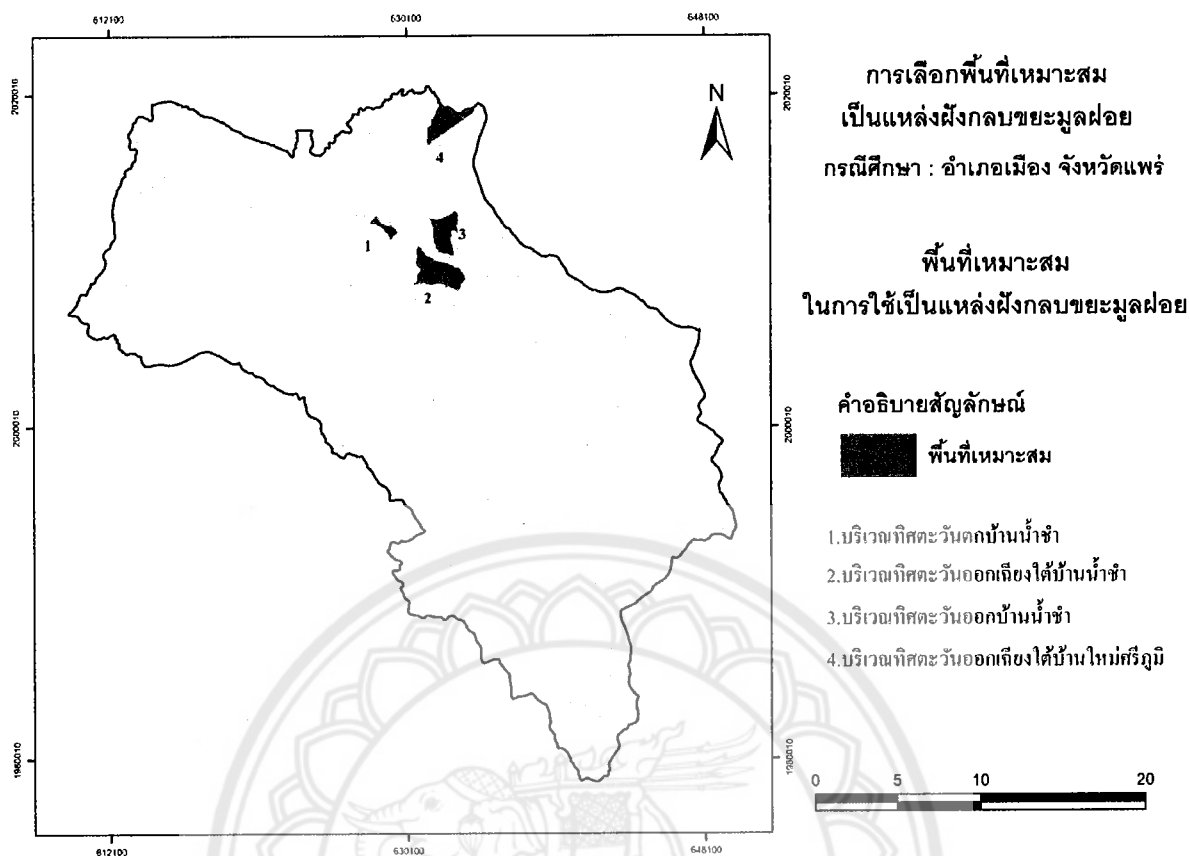 612100 630100 648100
2020010 2020010
การเลือกพื้นที่เหมาะสม
เป็นแหล่งฝังกลบขยะมูลฝอย
กรณีศึกษา : อำเภอเมือง จังหวัดแพร่
N
4
1
3
2
พื้นที่เหมาะสม
ในการใช้เป็นแหล่งฝังกลบขยะมูลฝอย
2000010 2000010
คำอธิบายสัญลักษณ์
พื้นที่เหมาะสม
1.บริเวณทิศตะวันตกบ้านน้ำชำ
2.บริเวณทิศตะวันออกเฉียงใต้บ้านน้ำชำ
3.บริเวณทิศตะวันออกบ้านน้ำชำ
4.บริเวณทิศตะวันออกเฉียงใต้บ้านใหม่ศรีภูมิ
1980010 1980010
0 5 10 20
612100 630100 648100